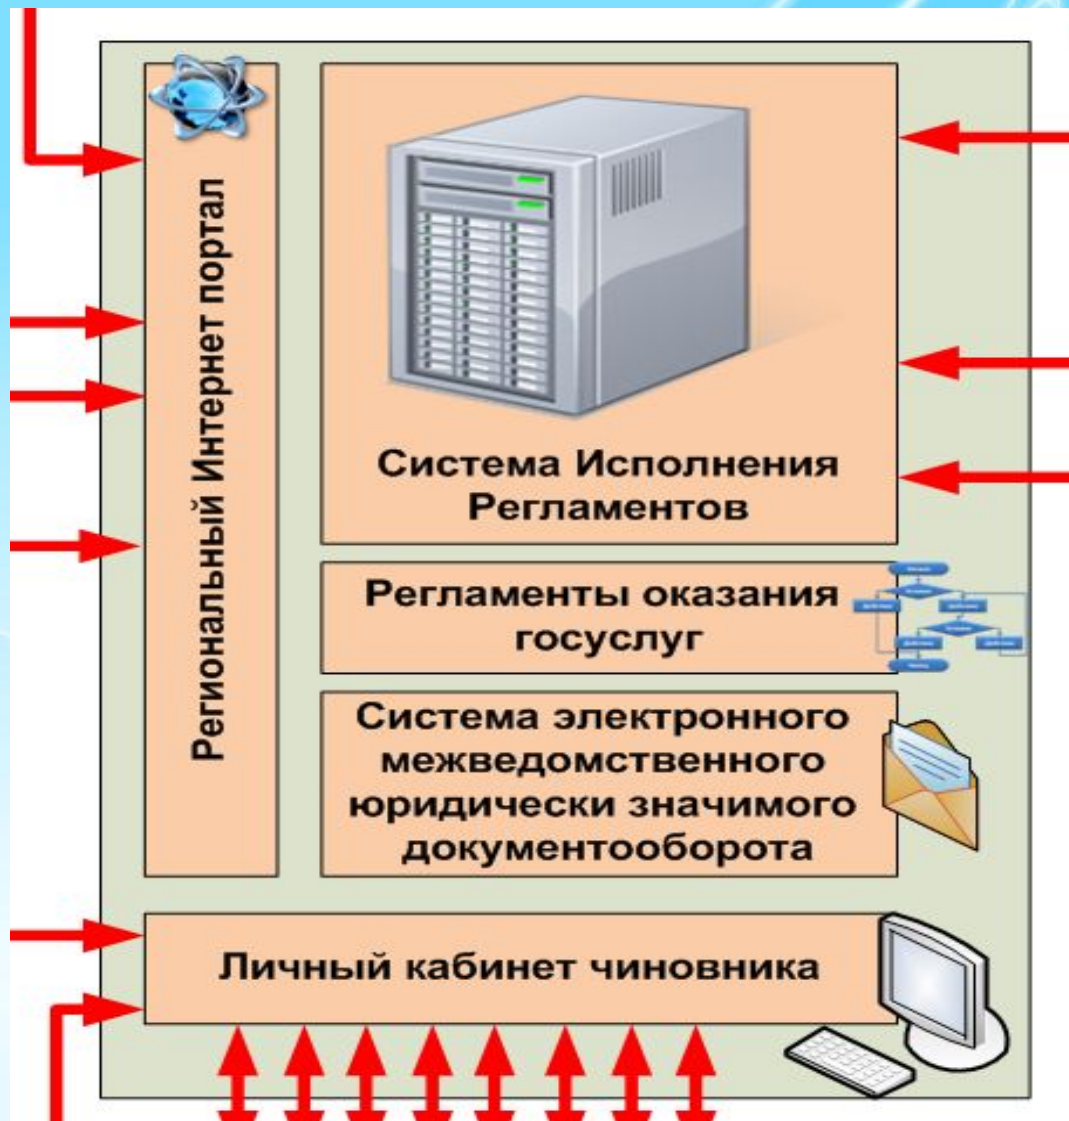 Региональный Интернет портал
Система Исполнения
Регламентов
Регламенты оказания
госуслуг
Система электронного
межведомственного
юридически значимого
документооборота
Личный кабинет чиновника